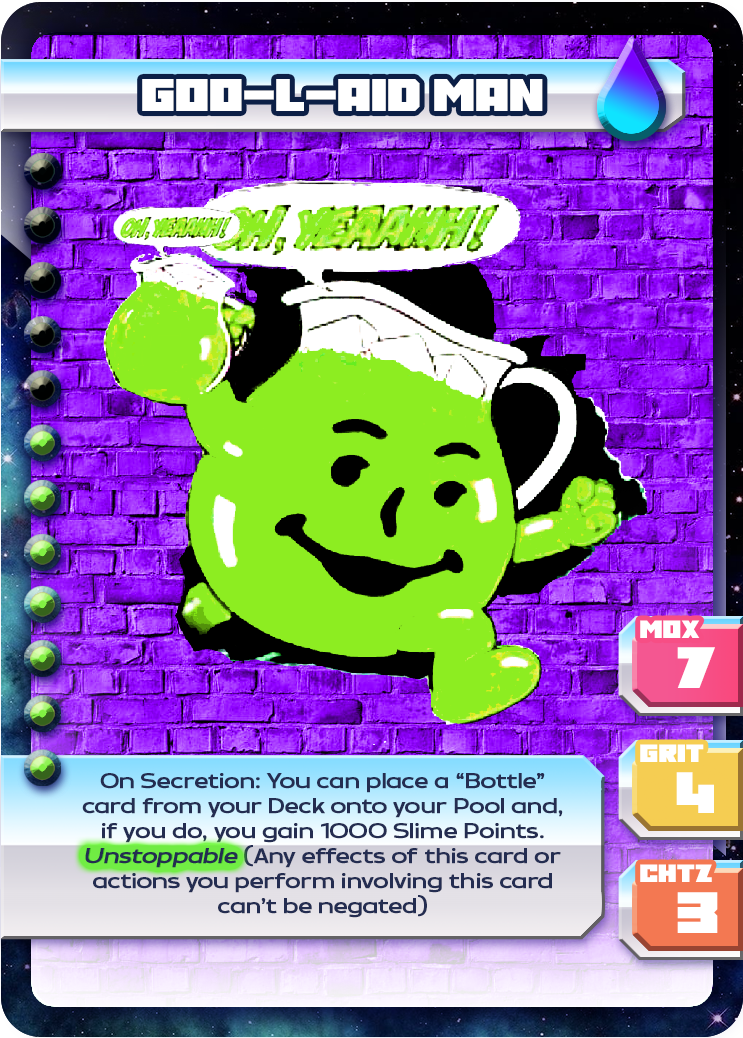 GOO-L-AID MAN
OH, YEAAHH!
OH, YEAAHH!
MOX
7
GRIT
4
CHTZ
3
On Secretion: You can place a “Bottle”
card from your Deck onto your Pool and,
if you do, you gain 1000 Slime Points.
Unstoppable (Any effects of this card or
actions you perform involving this card
can’t be negated)